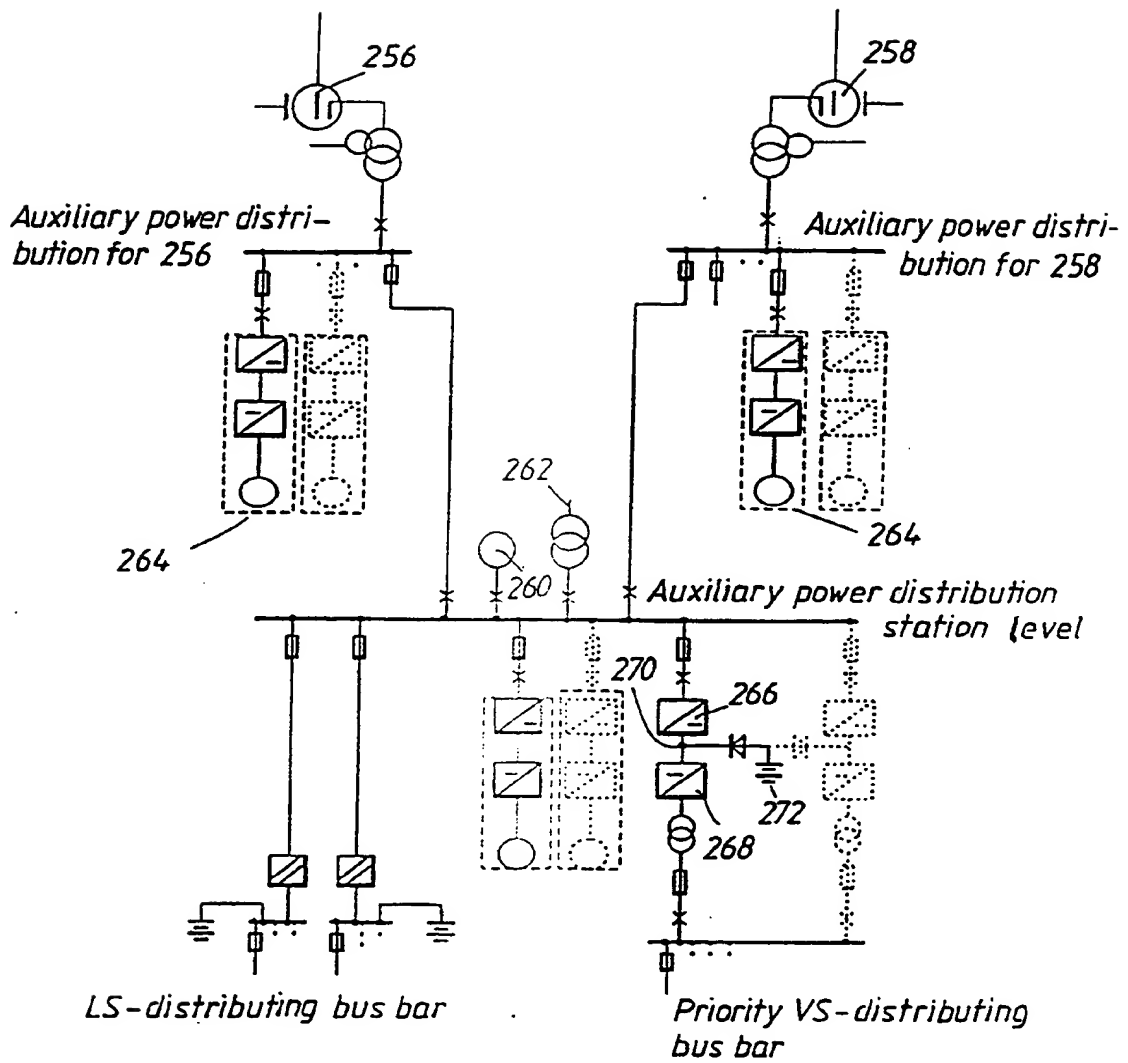 256
258
Auxiliary power distri-
bution for 256
Auxiliary power distri-
bution for 258
264
264
262
260
Auxiliary power distribution
station level
270
266
272
268
LS-distributing bus bar
Priority VS-distributing
bus bar